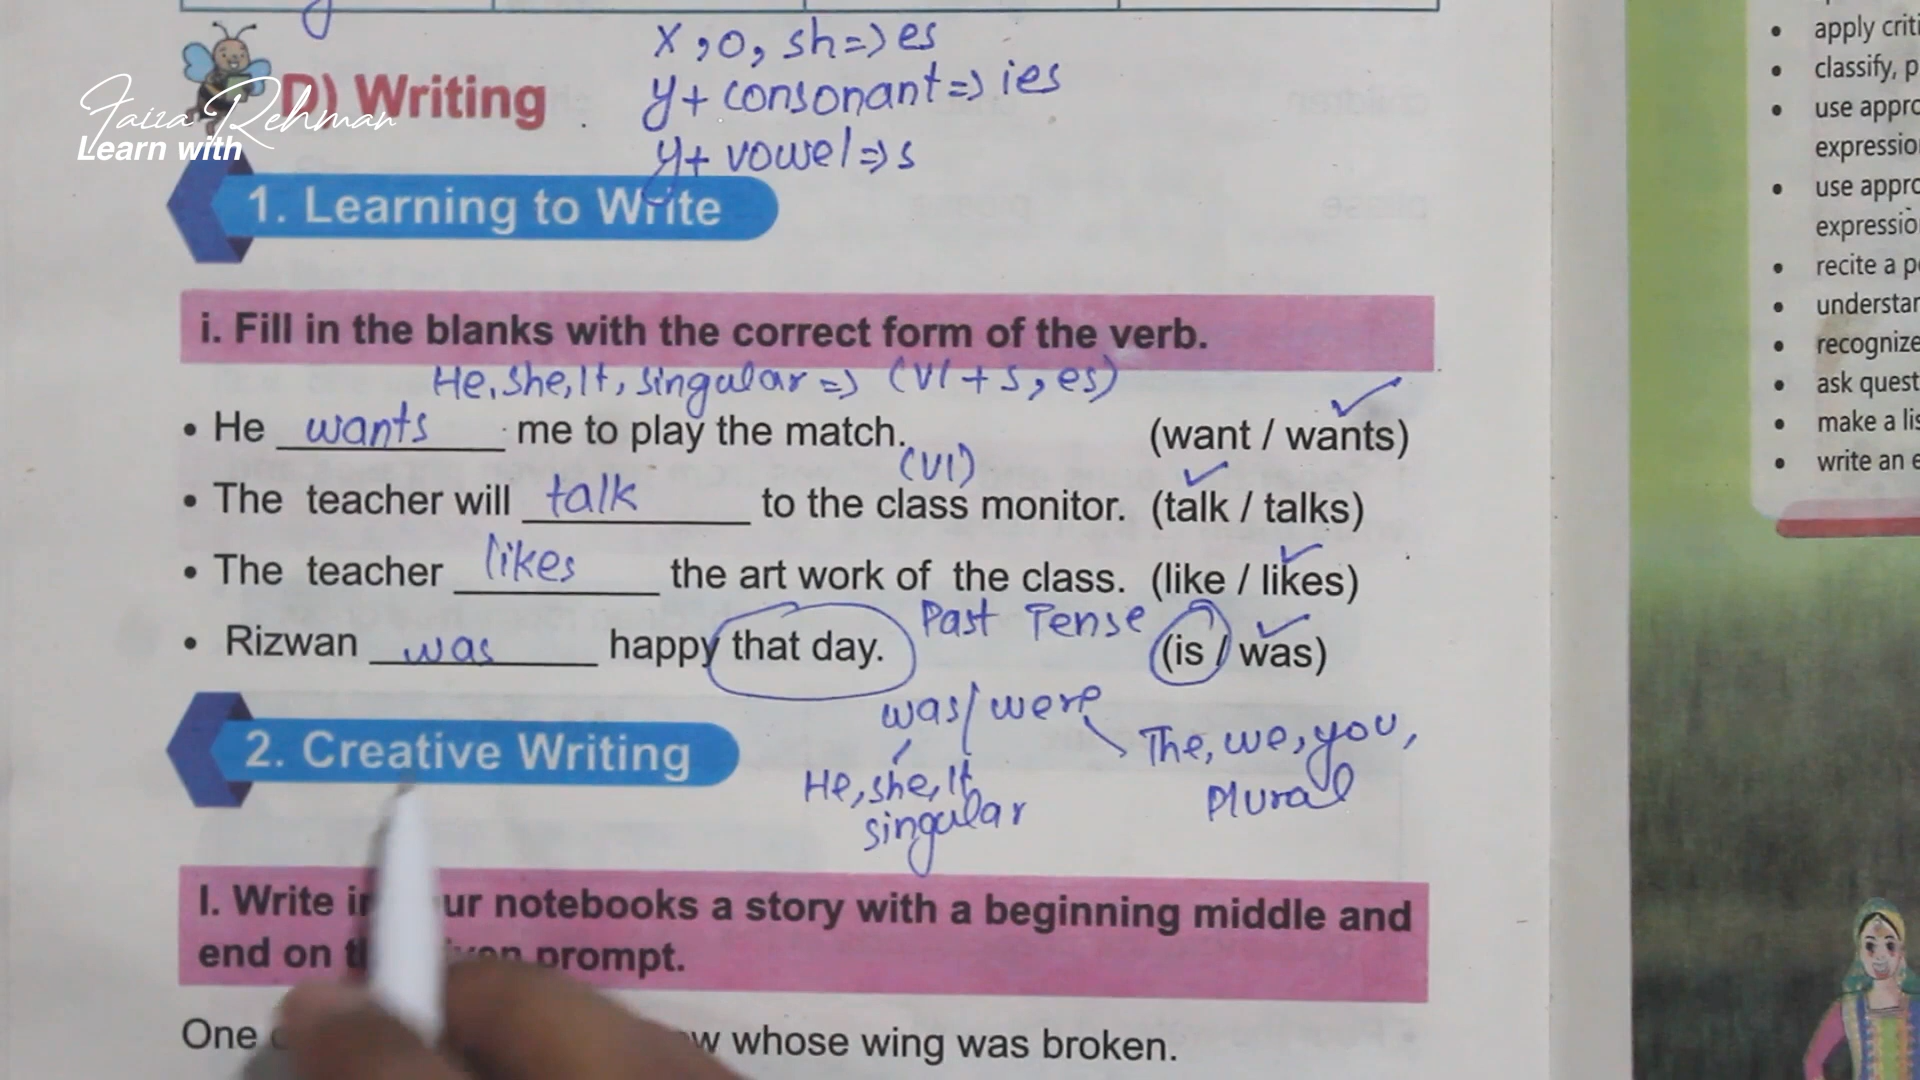 x, o, sh => es
Faiza Rehman
D) Writing
y + consonant => ies
Learn with
y + vowel => s
1. Learning to Write
i. Fill in the blanks with the correct form of the verb.
He, She, It, singular => (V1 + s, es)
• He wants me to play the match. (want / wants)
(V1)
• The teacher will talk to the class monitor. (talk / talks)
• The teacher likes the art work of the class. (like / likes)
Past Tense
• Rizwan was happy that day. (is / was)
was/were
The, we, you,
Plural
He, she, It
singular
2. Creative Writing
I. Write ur notebooks a story with a beginning middle and
end on prompt.
One whose wing was broken.
• apply criti
• classify, p
• use appro
expressio
• use appro
expressio
• recite a p
• understar
• recognize
• ask quest
• make a lis
• write an e